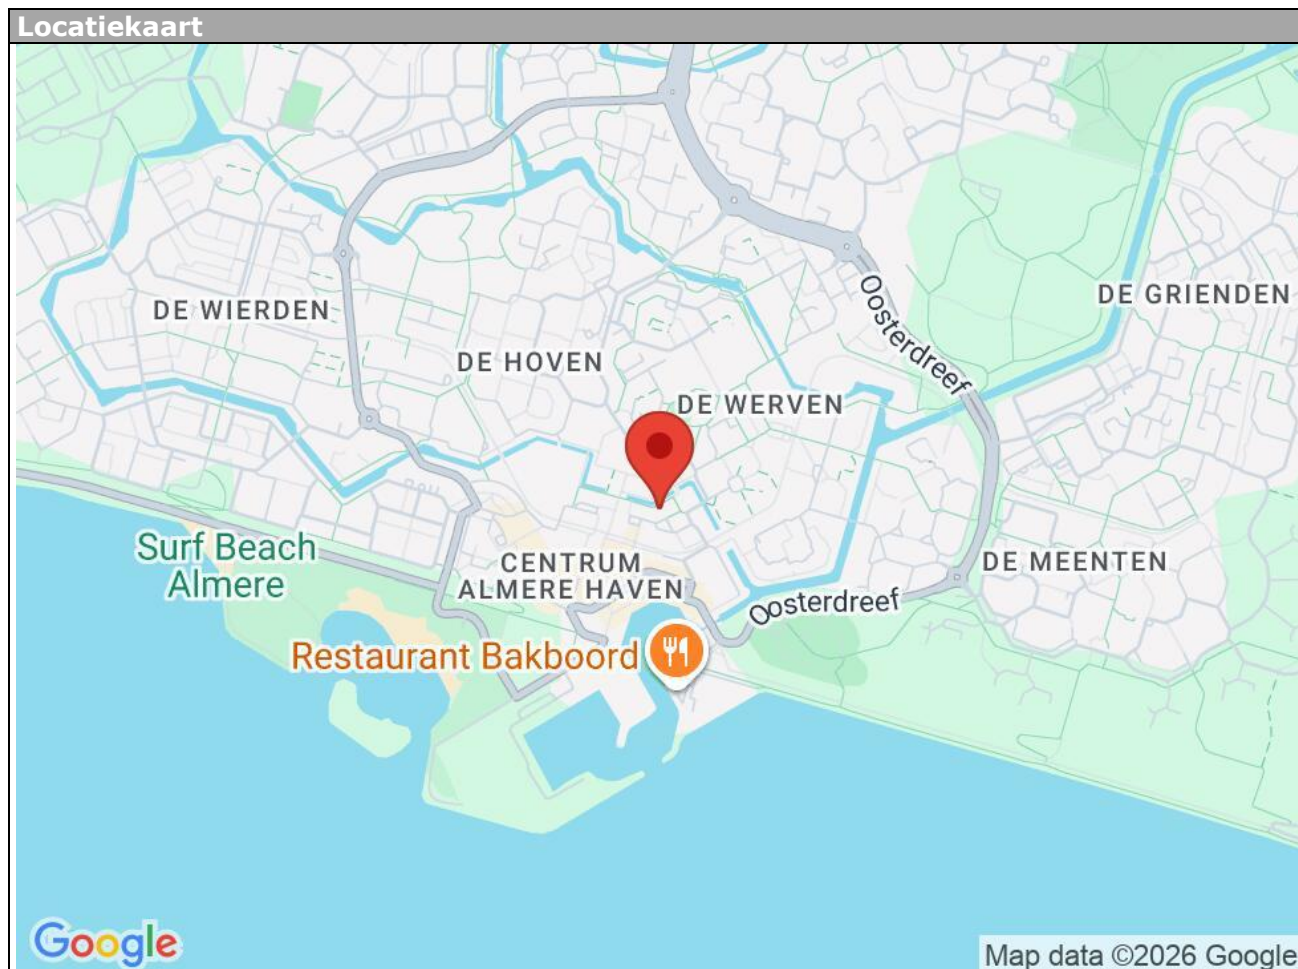 Locatiekaart
Oosterdreef
DE GRIENDEN
DE WIERDEN
DE HOVEN
DE WERVEN
Surf Beach
Almere
CENTRUM
ALMERE HAVEN
DE MEENTEN
Oosterdreef
Restaurant Bakboord
Google
Map data ©2026 Google